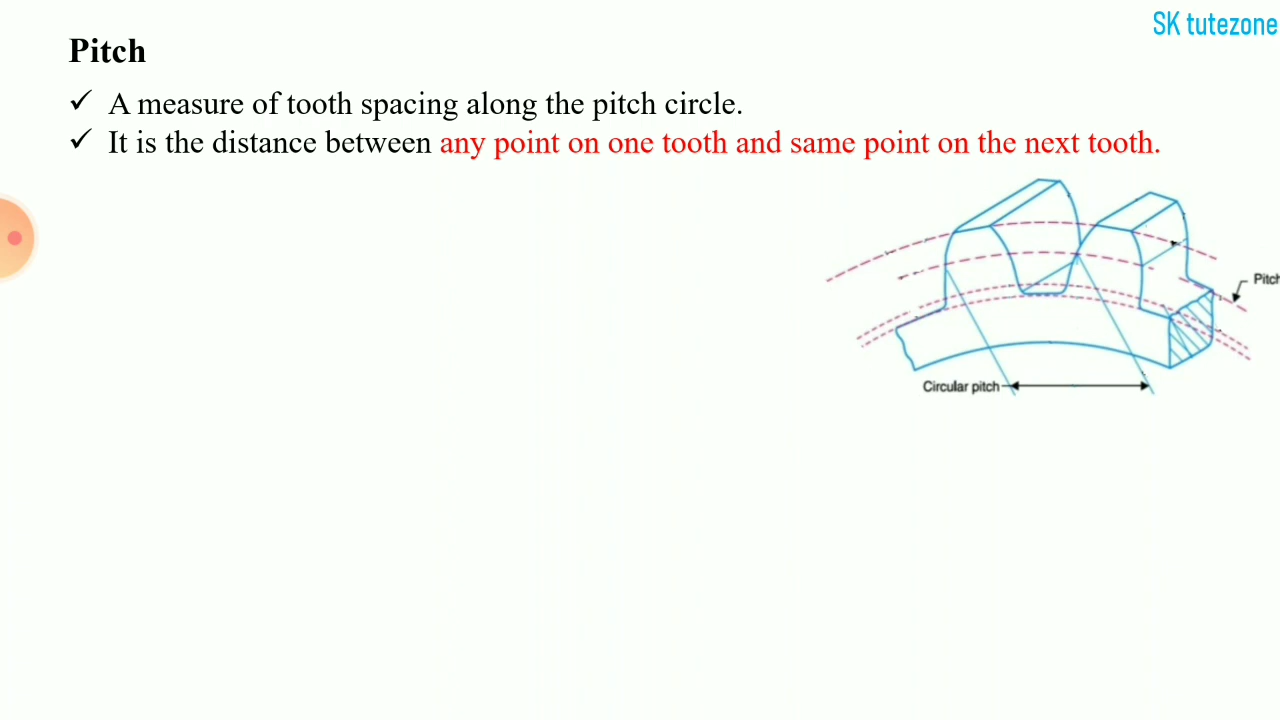 SK tutezone
Pitch
✓ A measure of tooth spacing along the pitch circle.
✓ It is the distance between any point on one tooth and same point on the next tooth.
Pitch
Circular pitch